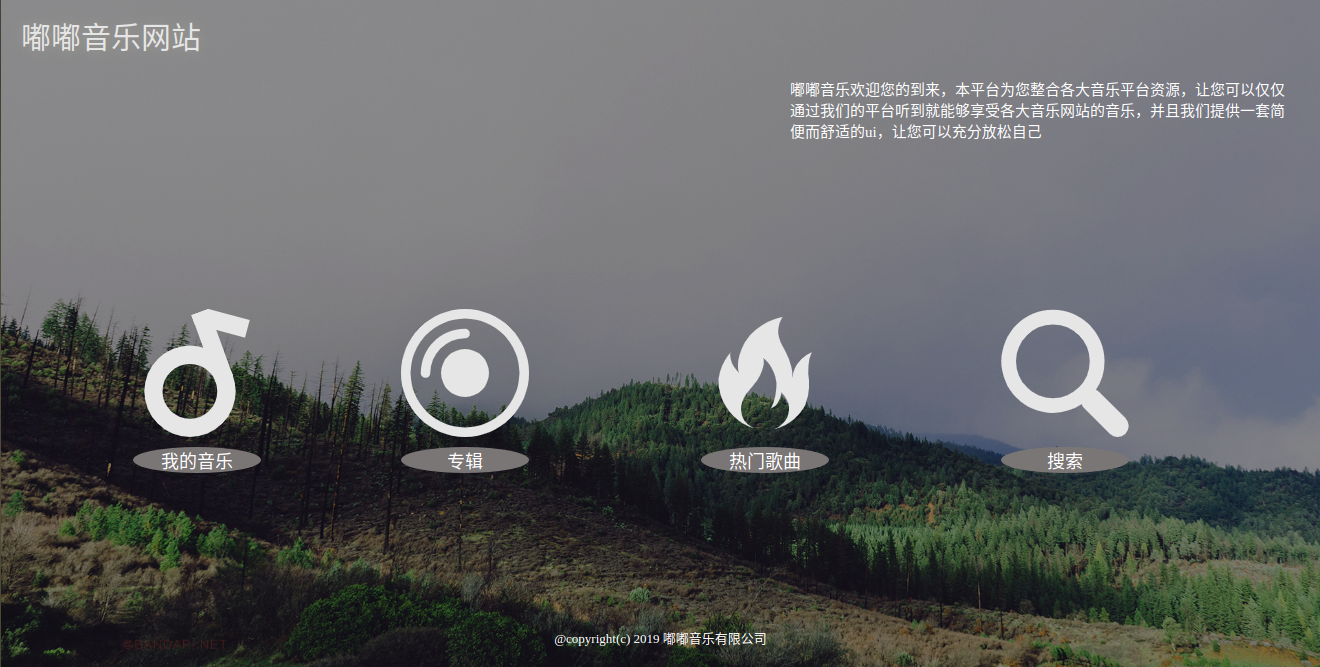 嘟嘟音乐网站
嘟嘟音乐欢迎您的到来，本平台为您整合各大音乐平台资源，让您可以仅仅
通过我们的平台听到就能够享受各大音乐网站的音乐，并且我们提供一套简
便而舒适的ui，让您可以充分放松自己
我的音乐
专辑
热门歌曲
搜索
@copyright(c) 2019 嘟嘟音乐有限公司